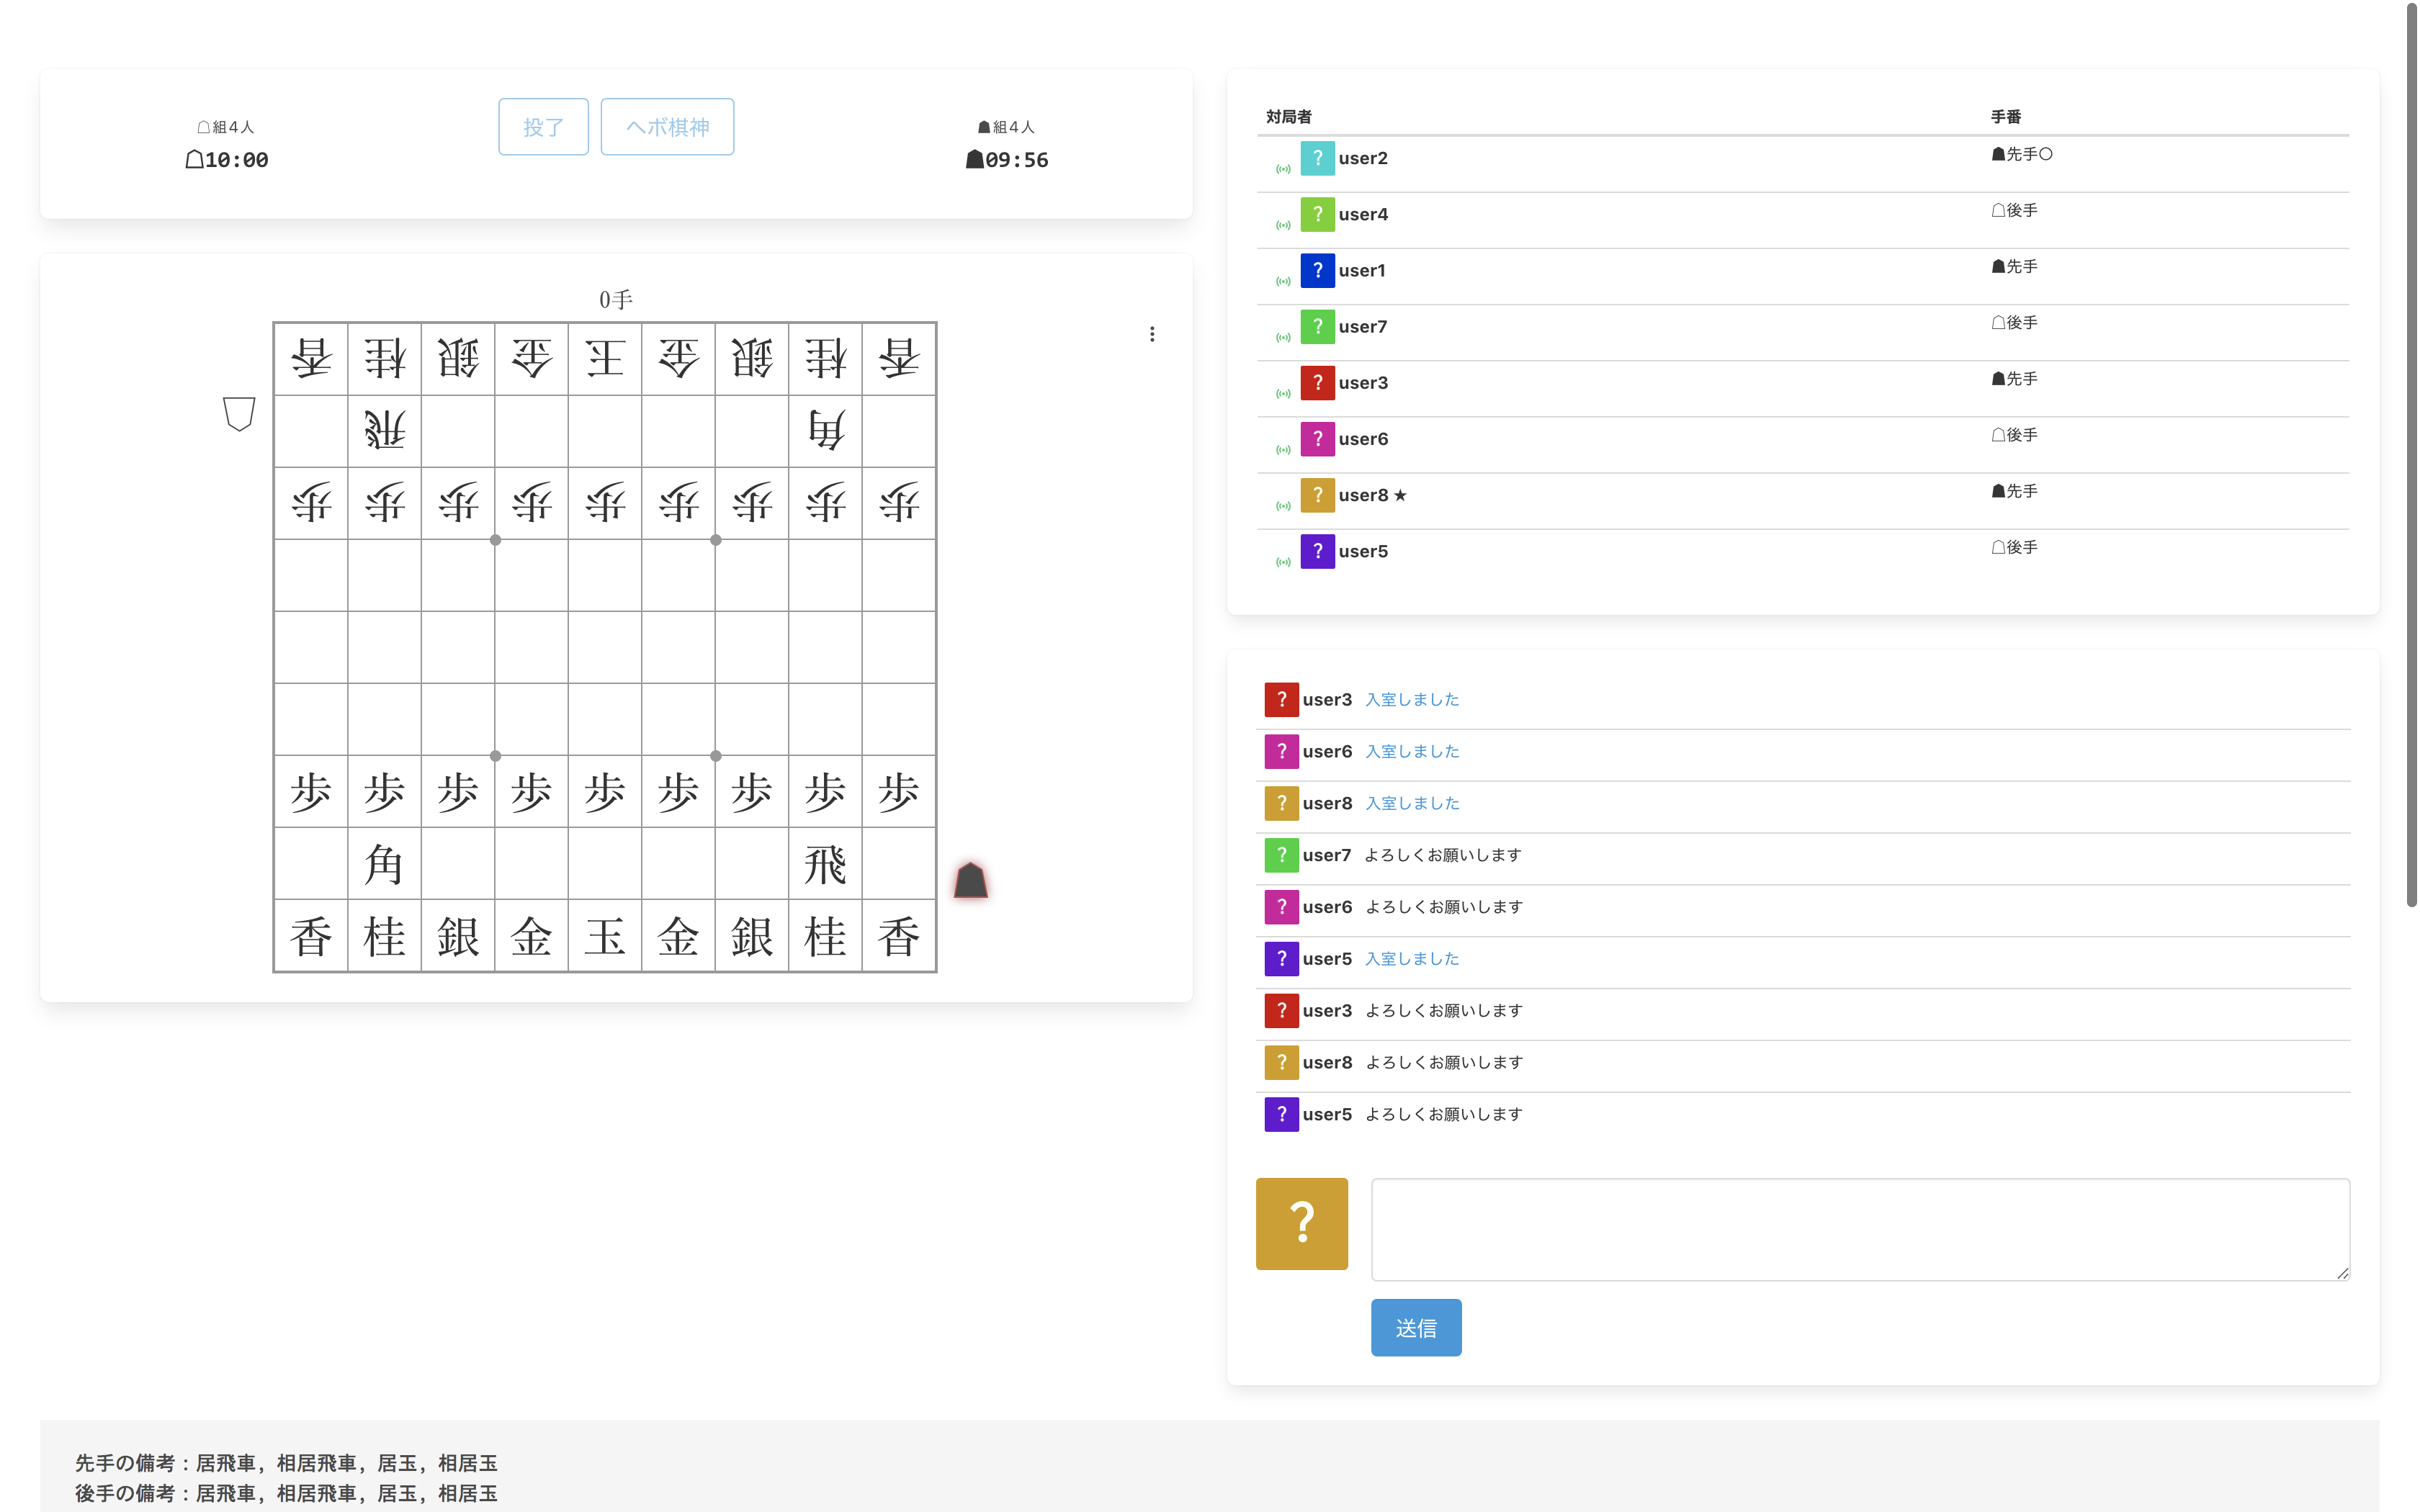 ☖組4人
☖10:00
投了
ヘボ棋神
☗組4人
☗09:56
0手
香桂銀金王金銀桂香
飛角
歩歩歩歩歩歩歩歩歩
歩歩歩歩歩歩歩歩歩
角飛
香桂銀金玉金銀桂香
対局者 手番
? user2 ☗先手○
? user4 ☖後手
? user1 ☗先手
? user7 ☖後手
? user3 ☗先手
? user6 ☖後手
? user8 ★ ☗先手
? user5 ☖後手
? user3 入室しました
? user6 入室しました
? user8 入室しました
? user7 よろしくお願いします
? user6 よろしくお願いします
? user5 入室しました
? user3 よろしくお願いします
? user8 よろしくお願いします
? user5 よろしくお願いします
?
送信
先手の備考：居飛車, 相居飛車, 居玉, 相居玉
後手の備考：居飛車, 相居飛車, 居玉, 相居玉